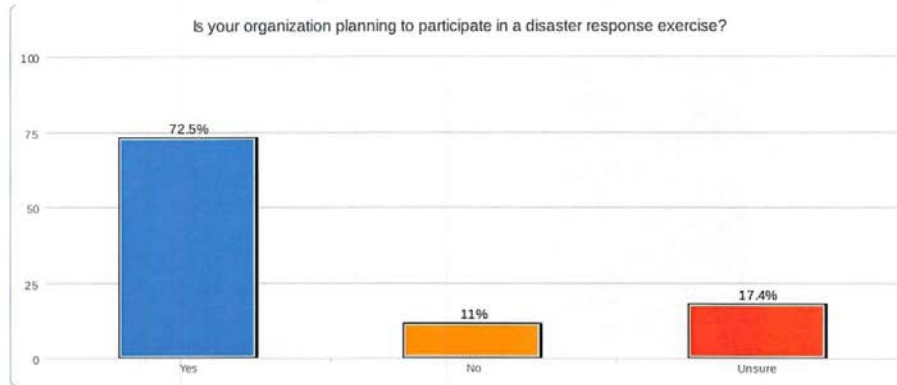 Is your organization planning to participate in a disaster response exercise?
100
75
50
25
0
72.5%
11%
17.4%
Yes
No
Unsure